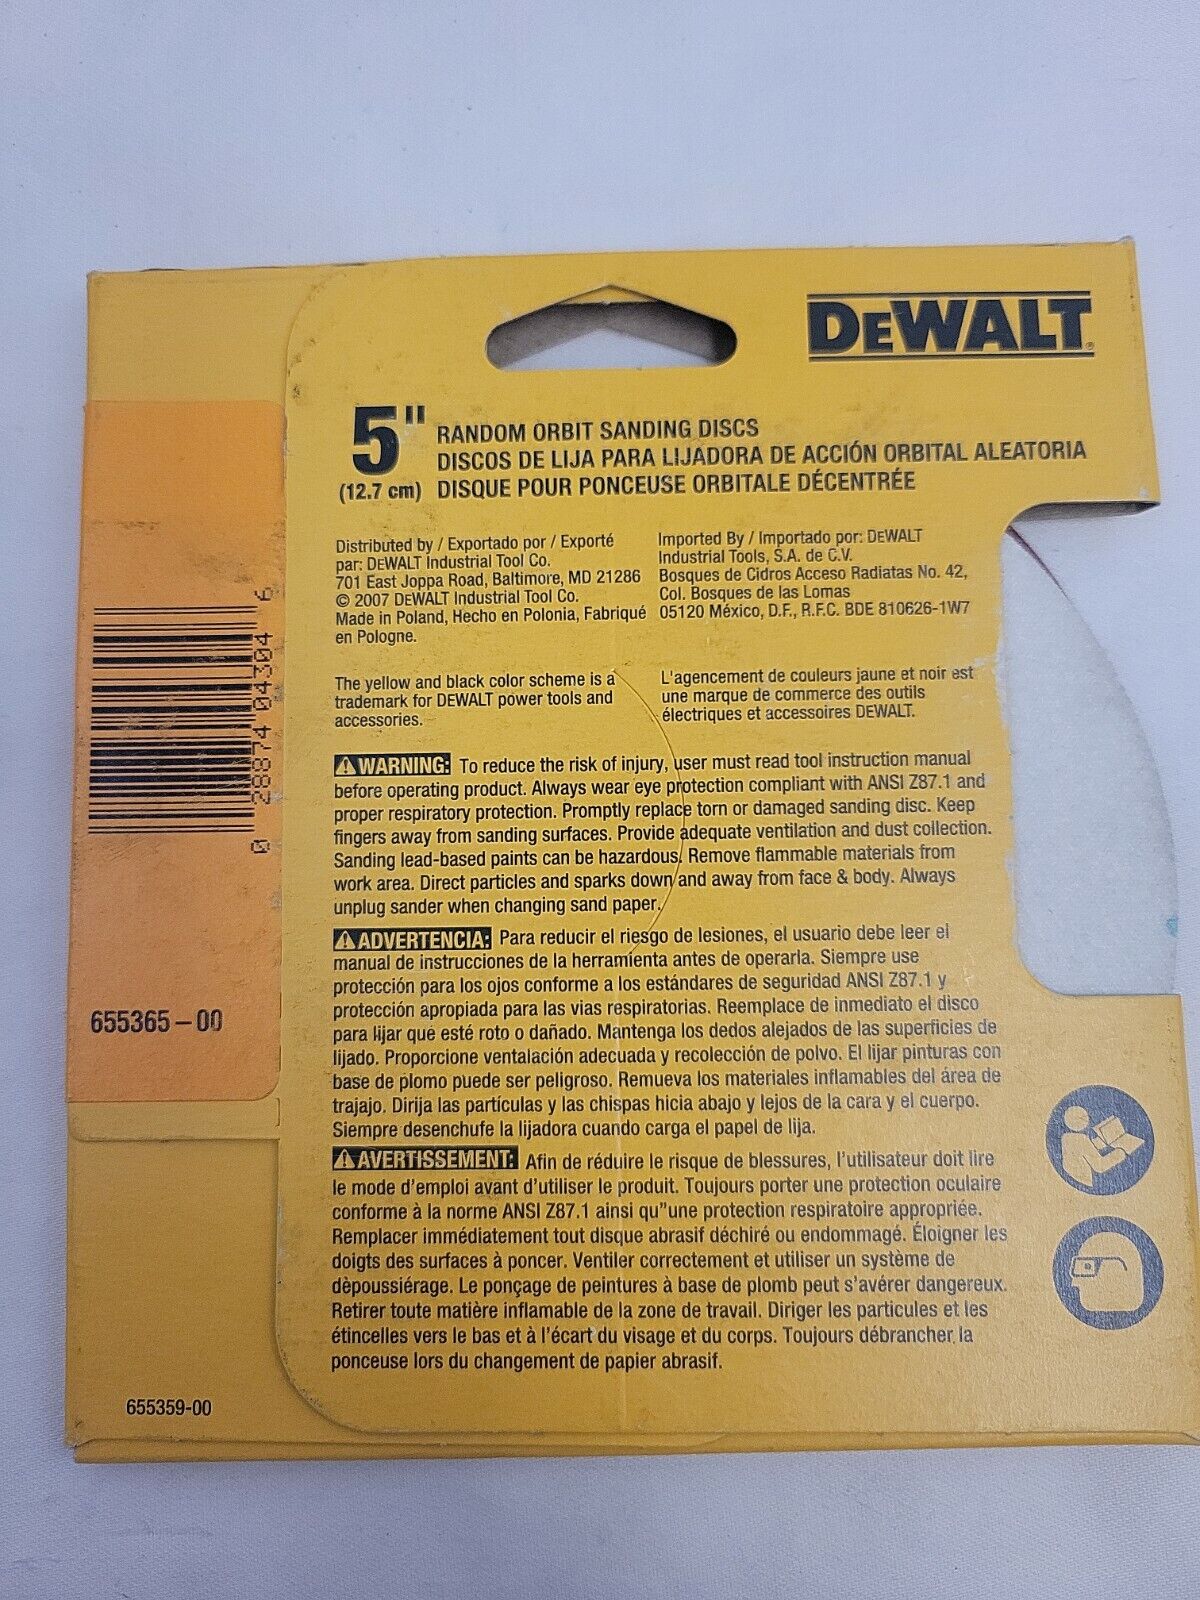 DEWALT®
5"
(12.7 cm)
RANDOM ORBIT SANDING DISCS
DISCOS DE LIJA PARA LIJADORA DE ACCIÓN ORBITAL ALEATORIA
DISQUE POUR PONCEUSE ORBITALE DÉCENTRÉE
Distributed by / Exportado por / Exporté
par: DEWALT Industrial Tool Co.
701 East Joppa Road, Baltimore, MD 21286
© 2007 DEWALT Industrial Tool Co.
Made in Poland, Hecho en Polonia, Fabriqué
en Pologne.
Imported By / Importado por: DEWALT
Industrial Tools, S.A. de C.V.
Bosques de Cidros Acceso Radiatas No. 42,
Col. Bosques de las Lomas
05120 México, D.F., R.F.C. BDE 810626-1W7
The yellow and black color scheme is a
trademark for DEWALT power tools and
accessories.
L'agencement de couleurs jaune et noir est
une marque de commerce des outils
électriques et accessoires DEWALT.
WARNING: To reduce the risk of injury, user must read tool instruction manual
before operating product. Always wear eye protection compliant with ANSI Z87.1 and
proper respiratory protection. Promptly replace torn or damaged sanding disc. Keep
fingers away from sanding surfaces. Provide adequate ventilation and dust collection.
Sanding lead-based paints can be hazardous. Remove flammable materials from
work area. Direct particles and sparks down and away from face & body. Always
unplug sander when changing sand paper.
ADVERTENCIA: Para reducir el riesgo de lesiones, el usuario debe leer el
manual de instrucciones de la herramienta antes de operarla. Siempre use
protección para los ojos conforme a los estándares de seguridad ANSI Z87.1 y
protección apropiada para las vias respiratorias. Reemplace de inmediato el disco
para lijar que esté roto o dañado. Mantenga los dedos alejados de las superficies de
lijado. Proporcione ventalación adecuada y recolección de polvo. El lijar pinturas con
base de plomo puede ser peligroso. Remueva los materiales inflamables del área de
trajajo. Dirija las partículas y las chispas hicia abajo y lejos de la cara y el cuerpo.
Siempre desenchufe la lijadora cuando carga el papel de lija.
AVERTISSEMENT: Afin de réduire le risque de blessures, l'utilisateur doit lire
le mode d'emploi avant d'utiliser le produit. Toujours porter une protection oculaire
conforme à la norme ANSI Z87.1 ainsi qu"une protection respiratoire appropriée.
Remplacer immédiatement tout disque abrasif déchiré ou endommagé. Éloigner les
doigts des surfaces à poncer. Ventiler correctement et utiliser un système de
dèpoussiérage. Le ponçage de peintures à base de plomb peut s'avérer dangereux.
Retirer toute matière inflamable de la zone de travail. Diriger les particules et les
étincelles vers le bas et à l'écart du visage et du corps. Toujours débrancher la
ponceuse lors du changement de papier abrasif.
0 28874 04304 6
655365-00
655359-00